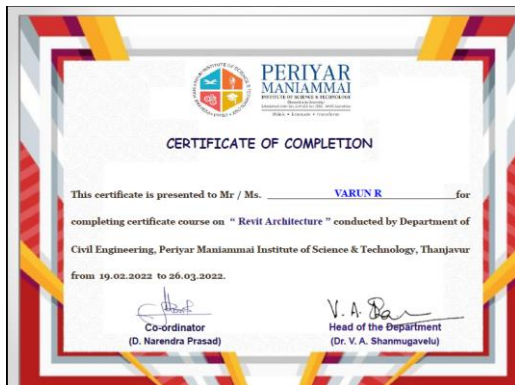 PERIYAR
MANIAMMAI
INSTITUTE OF SCIENCE & TECHNOLOGY
CERTIFICATE OF COMPLETION
This certificate is presented to Mr / Ms. VARUN R for
completing certificate course on “ Revit Architecture ” conducted by Department of
Civil Engineering, Periyar Maniammai Institute of Science & Technology, Thanjavur
from 19.02.2022 to 26.03.2022.
Co-ordinator
(D. Narendra Prasad)
V. A.
Head of the Department
(Dr. V. A. Shanmugavelu)